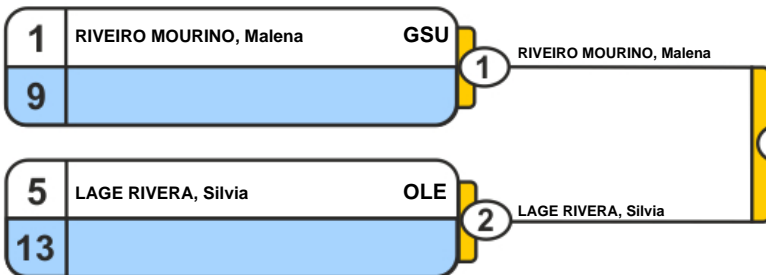 1 RIVEIRO MOURINO, Malena GSU
9
1 RIVEIRO MOURINO, Malena
5 LAGE RIVERA, Silvia OLE
13
2 LAGE RIVERA, Silvia